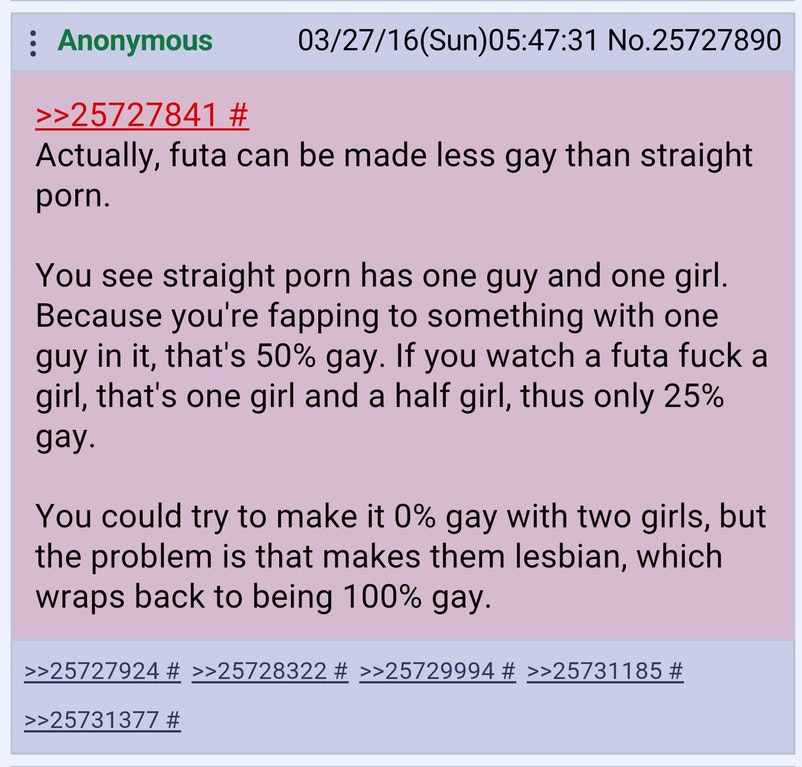 Anonymous 03/27/16(Sun)05:47:31 No.25727890
>>25727841 #
Actually, futa can be made less gay than straight
porn.
You see straight porn has one guy and one girl.
Because you're fapping to something with one
guy in it, that's 50% gay. If you watch a futa fuck a
girl, that's one girl and a half girl, thus only 25%
gay.
You could try to make it 0% gay with two girls, but
the problem is that makes them lesbian, which
wraps back to being 100% gay.
>>25727924 # >>25728322 # >>25729994 # >>25731185 #
>>25731377 #